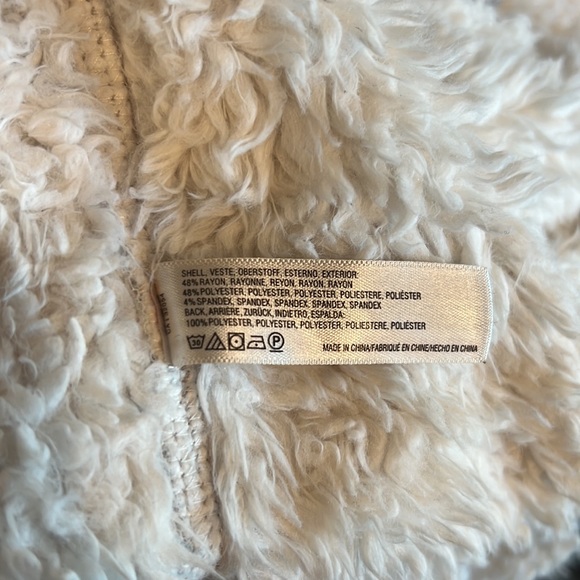 SHELL, VESTE, OBERSTOFF, ESTERNO, EXTERIOR:
48% RAYON, RAYONNE, REYON, RAYON, RAYON
48% POLYESTER, POLYESTER, POLYESTER, POLIESTERE, POLIÉSTER
4% SPANDEX, SPANDEX, SPANDEX, SPANDEX, SPANDEX
BACK, ARRIÈRE, ZURÜCK, INDIETRO, ESPALDA:
100% POLYESTER, POLYESTER, POLYESTER, POLIESTERE, POLIÉSTER
30 P
MADE IN CHINA/FABRIQUÉ EN CHINE/HECHO EN CHINA